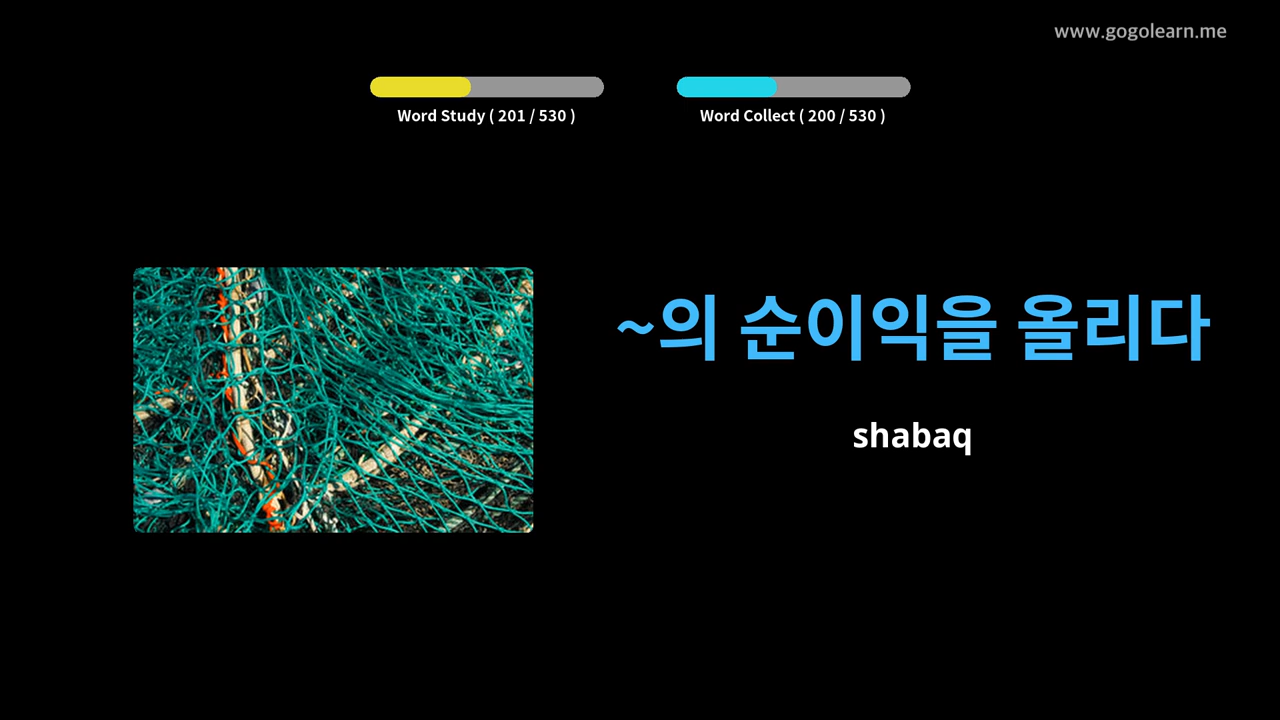 www.gogolearn.me
Word Study ( 201 / 530 )
Word Collect ( 200 / 530 )
~의 순이익을 올리다
shabaq